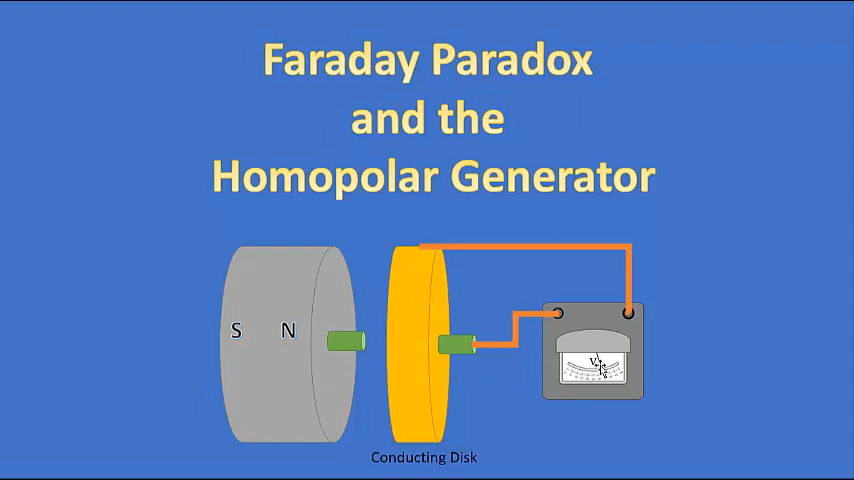 Faraday Paradox
and the
Homopolar Generator
S N
V
Conducting Disk